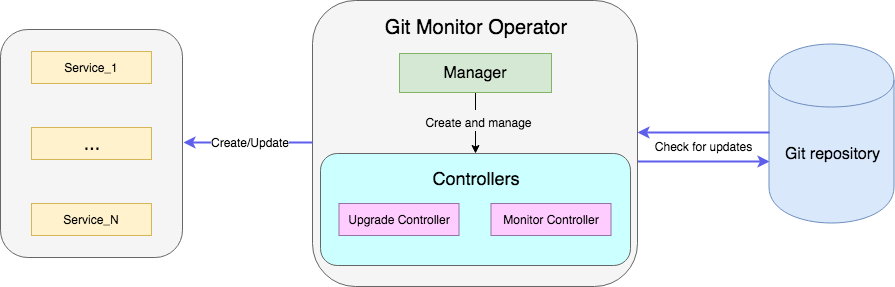 Git Monitor Operator
Service_1
...
Service_N
Create/Update
Manager
Create and manage
Controllers
Upgrade Controller
Monitor Controller
Check for updates
Git repository